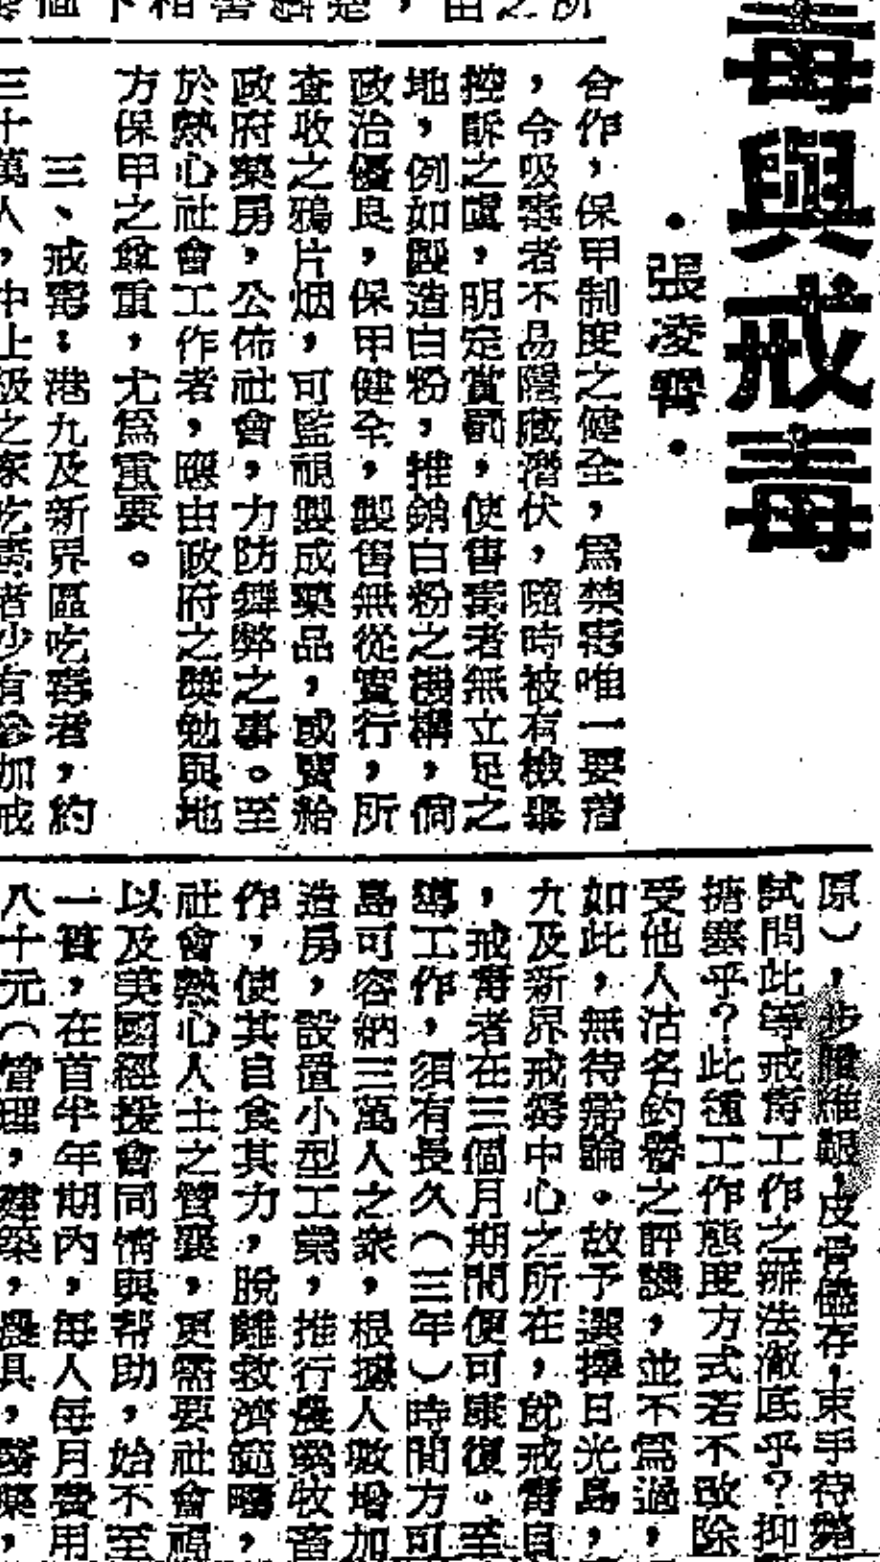 毒與戒毒
·張凌霨·
合作，保甲制度之健全，爲禁毒唯一要着
，令吸毒者不易隱藏潛伏，隨時被有檢舉
控訴之虞，明定賞罰，使售毒者無立足之
地，例如製造白粉，推銷白粉之機構，倘
政治優良，保甲健全，製售無從實行，所
查收之鴉片烟，可監視製成藥品，或賣給
政府藥房，公佈社會，力防舞弊之事。至
於熱心社會工作者，應由政府之獎勉與地
方保甲之敬重，尤爲重要。
三、戒毒：港九及新界區吃毒者，約
三十萬人，中上級之家吃毒者少有參加戒
原），步履維艱，皮骨僅存，束手待斃
試問此等戒毒工作之辦法澈底乎？抑
搪塞乎？此種工作態度方式若不改除
受他人沽名釣譽之評譏，並不爲過，
如此，無待辯論。故予選擇日光島，
九及新界戒毒中心之所在，就戒毒目
，戒毒者在三個月期間便可康復。至
導工作，須有長久（三年）時間方可
島可容納三萬人之衆，根據人數增加
造房，設置小型工業，推行農業牧畜
作，使其自食其力，脫離救濟範疇，
社會熱心人士之贊襄，更需要社會福
以及美國經援會同情與帮助，始不至
一簣，在首半年期內，每人每月費用
八十元（管理，建築，農具，醫藥，